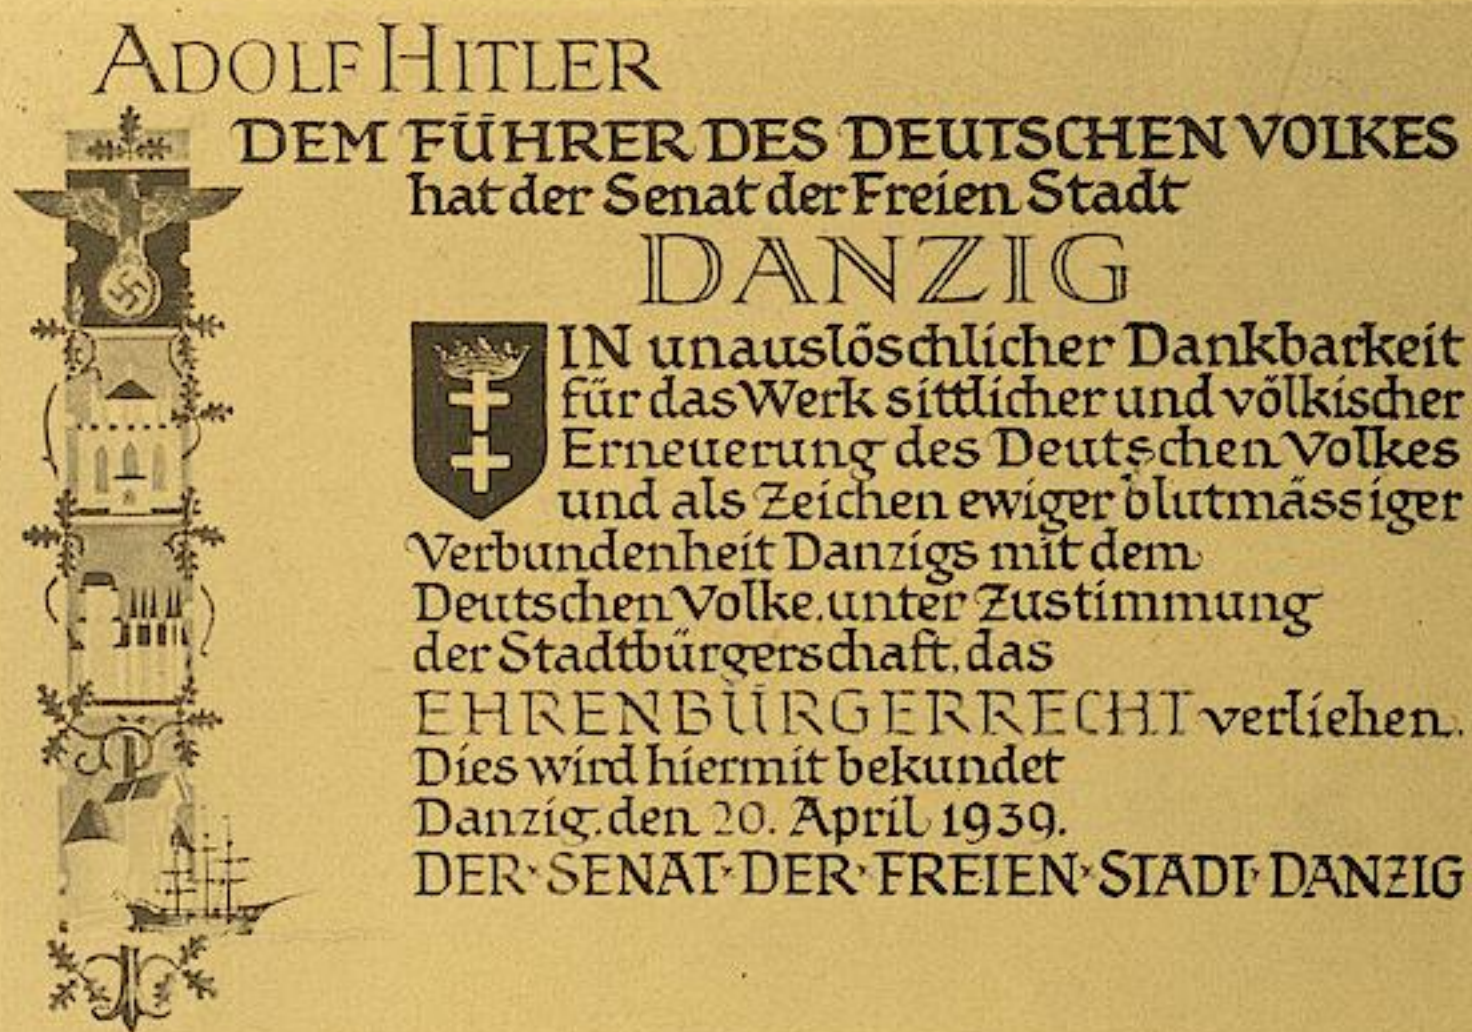 ADOLF HITLER
DEM FÜHRER DES DEUTSCHEN VOLKES
hat der Senat der Freien Stadt
DANZIG
IN unauslöschlicher Dankbarkeit
für das Werk sittlicher und völkischer
Erneuerung des Deutschen Volkes
und als Zeichen ewiger blutmässiger
Verbundenheit Danzigs mit dem
Deutschen Volke, unter Zustimmung
der Stadtbürgerschaft, das
EHRENBÜRGERRECHT verliehen.
Dies wird hiermit bekundet
Danzig, den 20. April 1939.
DER SENAT DER FREIEN STADT DANZIG